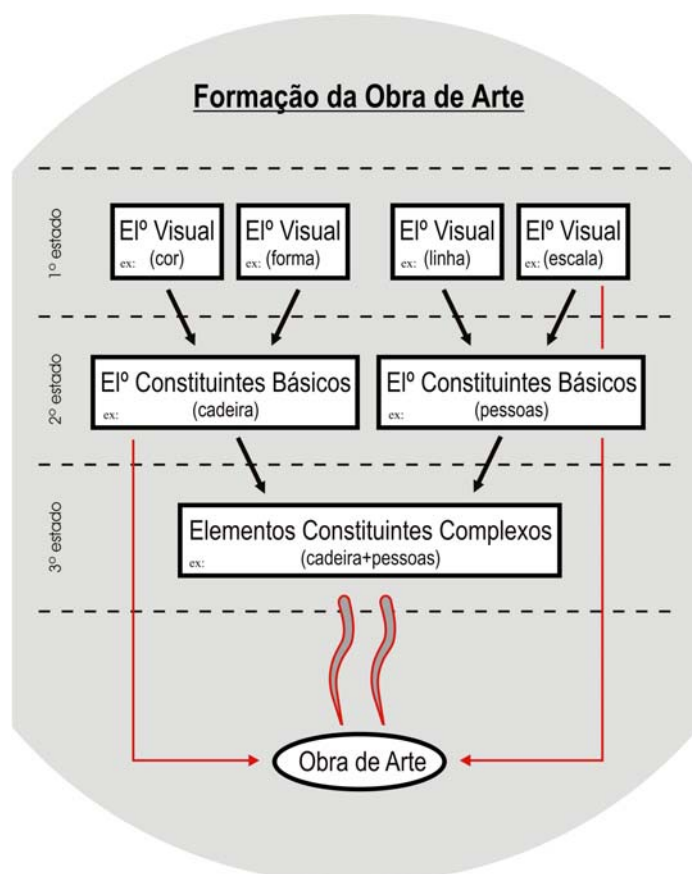 Formação da Obra de Arte
1º estado
Elº Visual
ex: (cor)
Elº Visual
ex: (forma)
Elº Visual
ex: (linha)
Elº Visual
ex: (escala)
2º estado
Elº Constituintes Básicos
ex: (cadeira)
Elº Constituintes Básicos
ex: (pessoas)
3º estado
Elementos Constituintes Complexos
ex: (cadeira+pessoas)
Obra de Arte